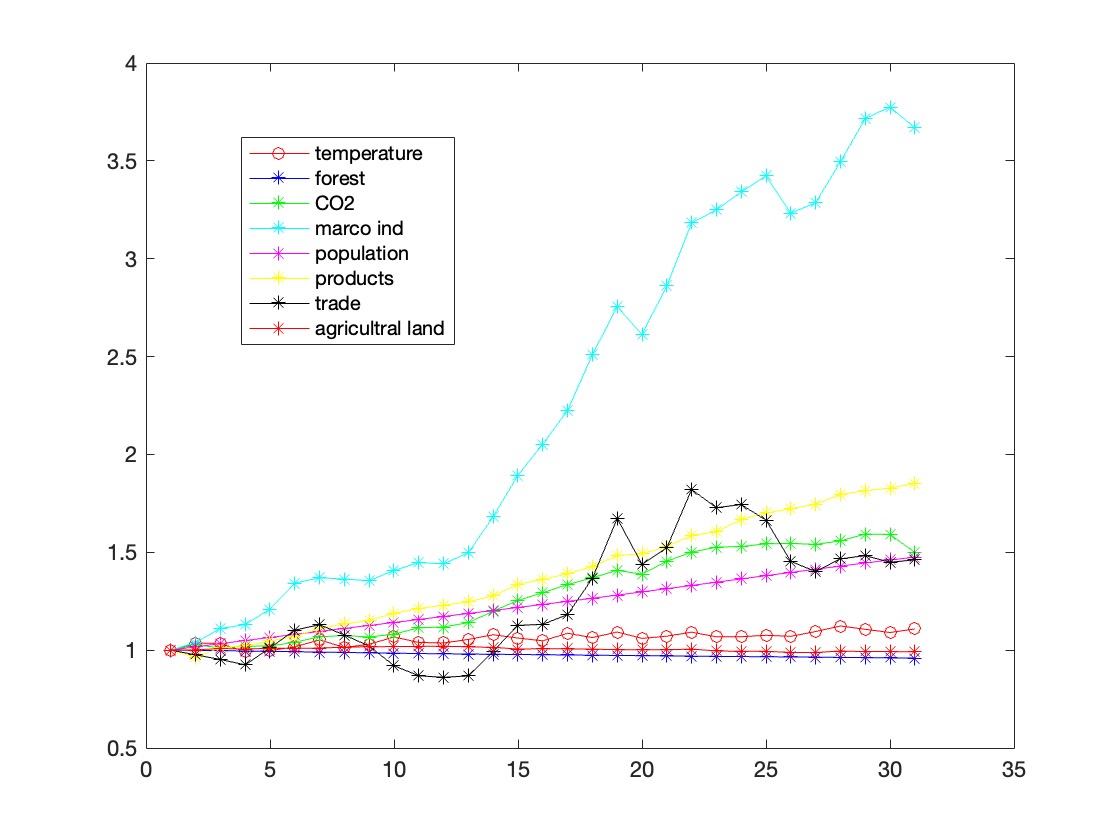 4
3.5
3
2.5
2
1.5
1
0.5
temperature
forest
CO2
marco ind
population
products
trade
agricultral land
0 5 10 15 20 25 30 35